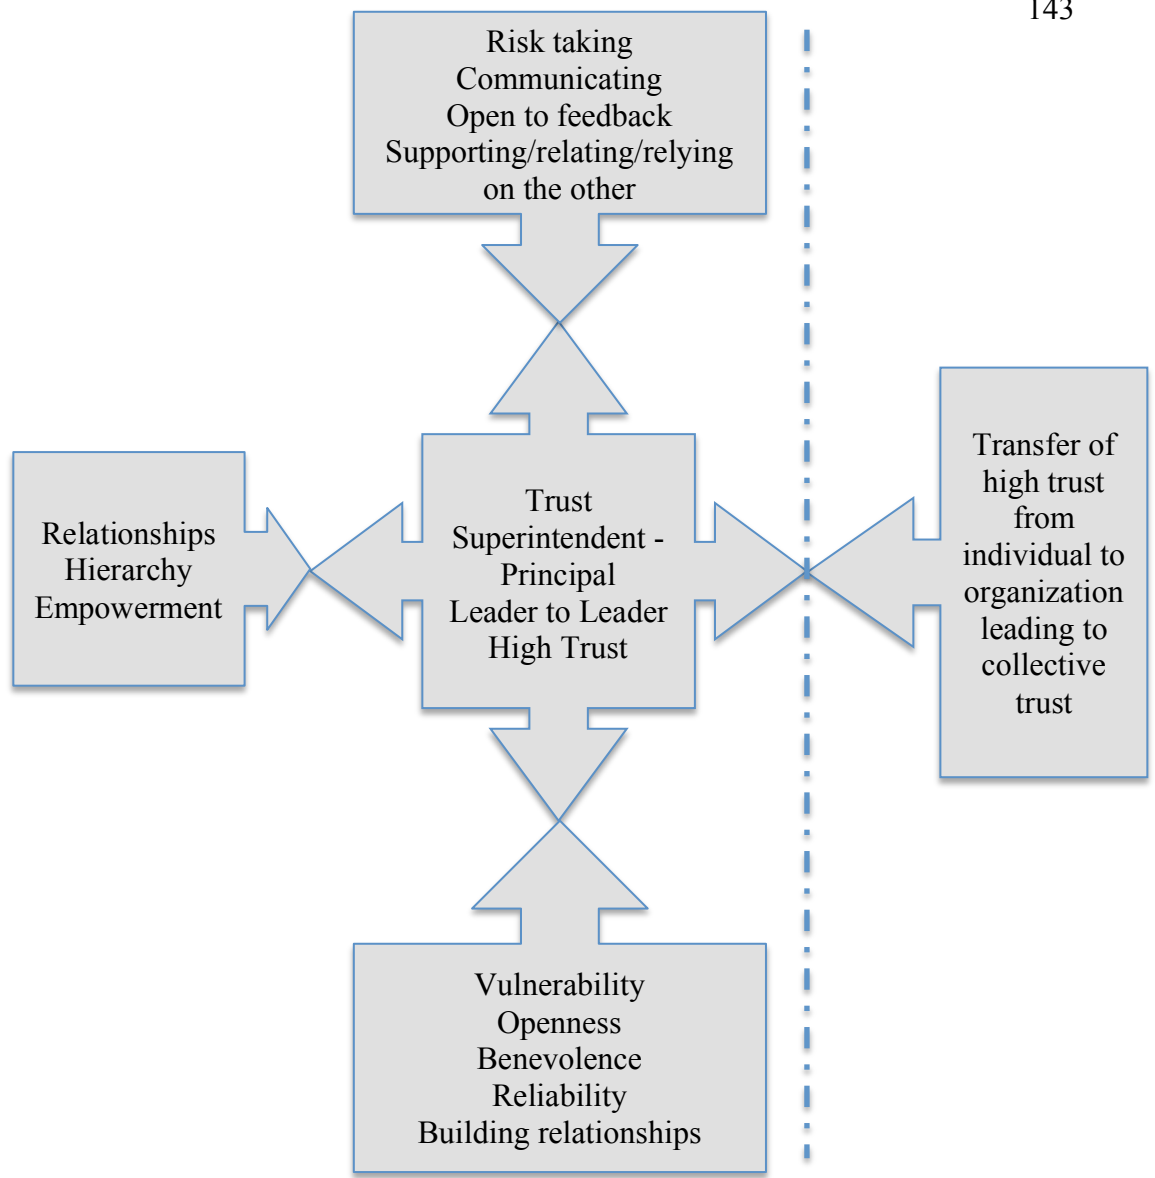 143
Risk taking
Communicating
Open to feedback
Supporting/relating/relying
on the other
Relationships
Hierarchy
Empowerment
Trust
Superintendent -
Principal
Leader to Leader
High Trust
Transfer of
high trust
from
individual to
organization
leading to
collective
trust
Vulnerability
Openness
Benevolence
Reliability
Building relationships